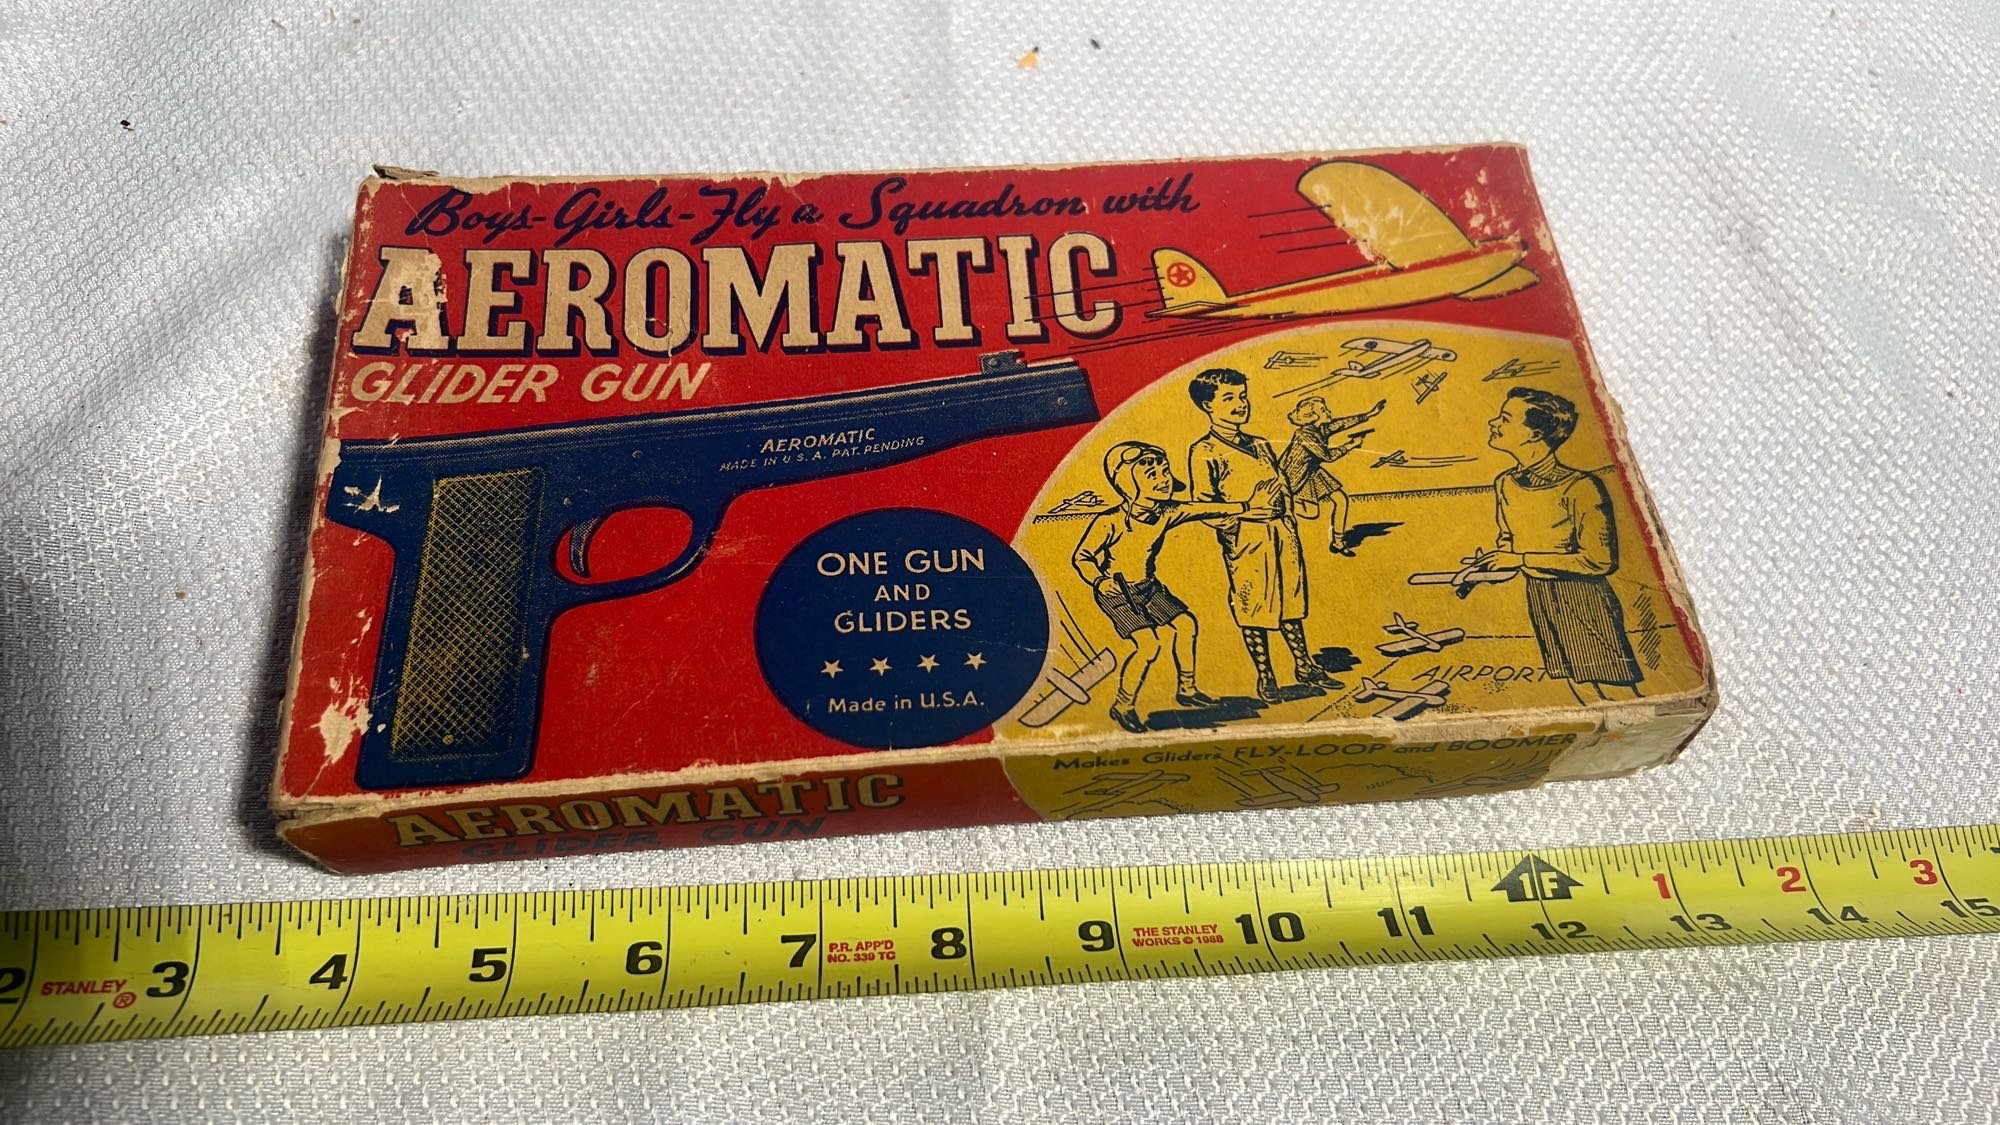 Boys-Girls-Fly a Squadron with
AEROMATIC
GLIDER GUN
AEROMATIC
MADE IN U.S.A. PAT. PENDING
ONE GUN
AND
GLIDERS
Made in U.S.A.
N
AIRPORT
AEROMATIC
GLIDER GUN
Makes Gliders FLY-LOOP and BOOMER
1F 1 2 3
2 STANLEY® 3 4 5 6 7 P.R. APP'D NO. 339 TC 8 9 THE STANLEY WORKS © 1988 10 11 12 13 14 15